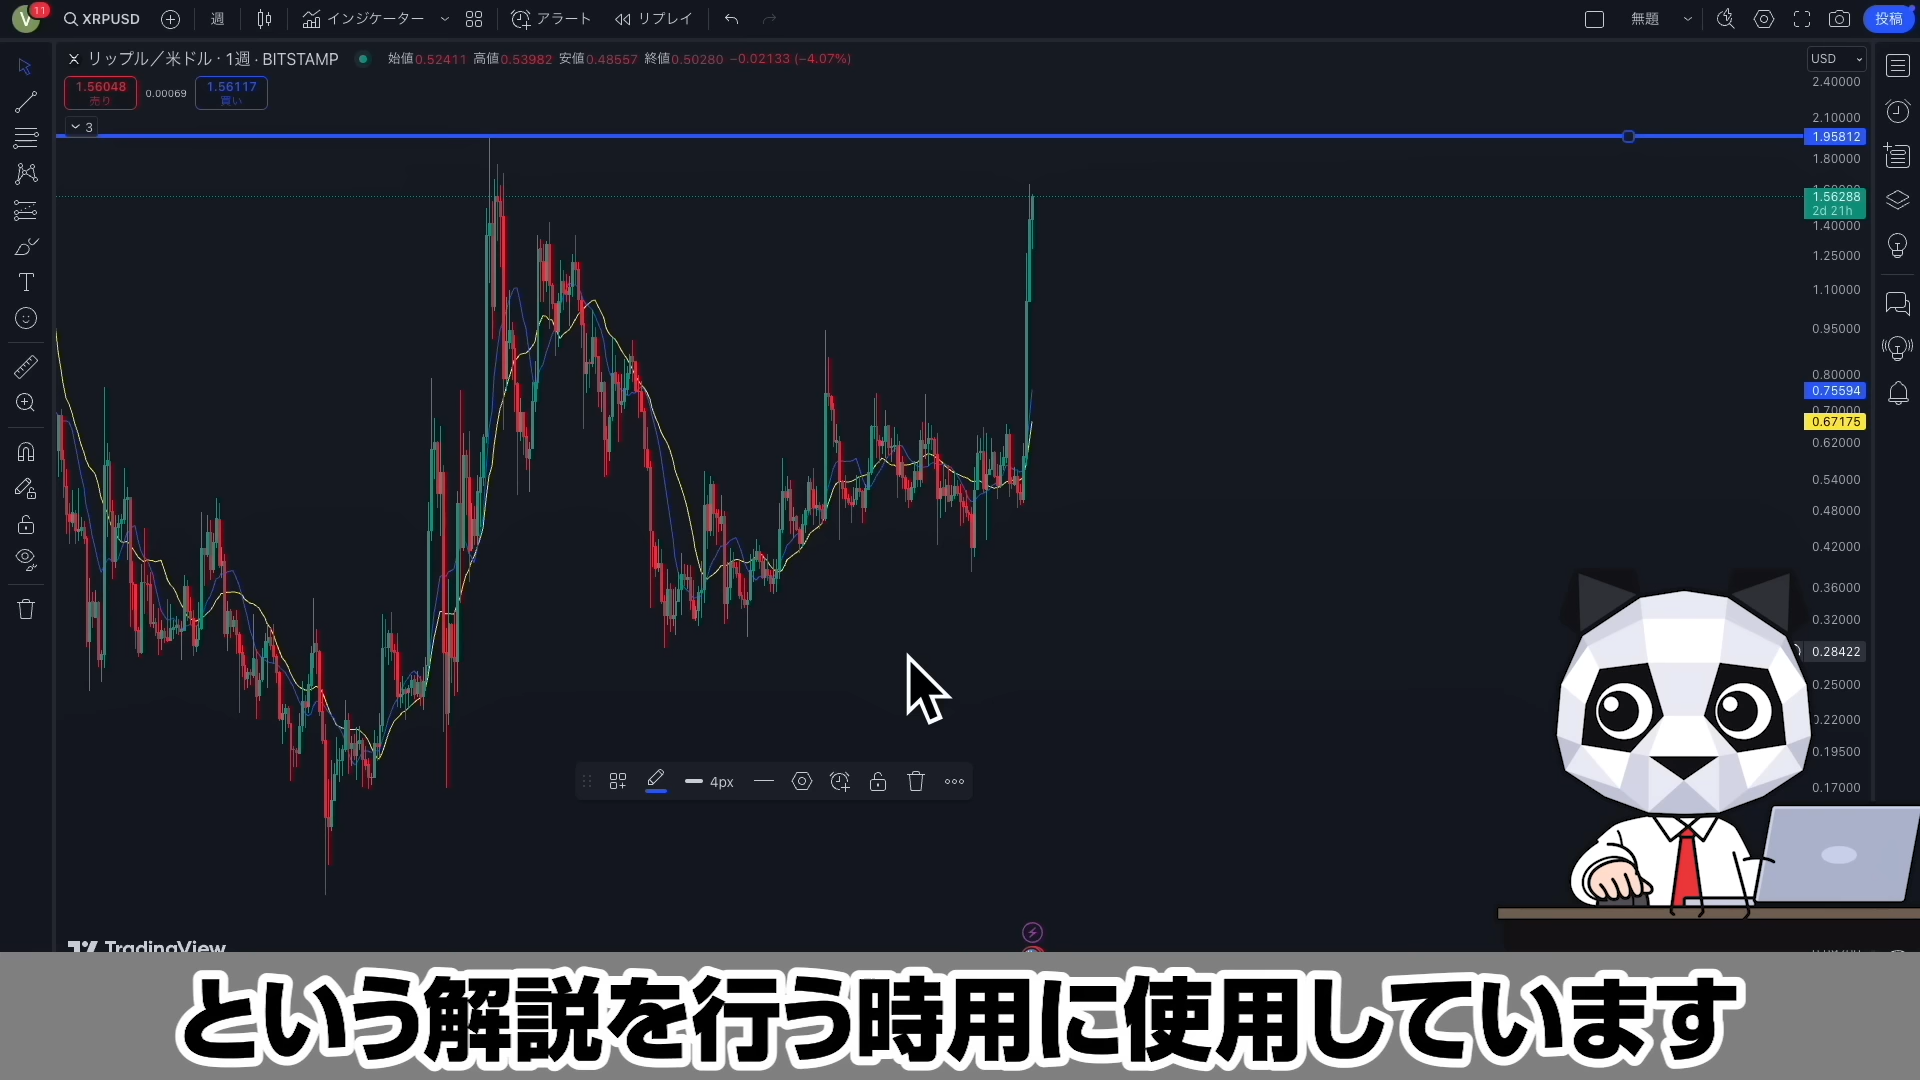 V
11
XRPUSD
週
インジケーター
アラート
リプレイ
無題
投稿
リップル／米ドル · 1週 · BITSTAMP
始値0.52411 高値0.53982 安値0.48557 終値0.50280 −0.02133 (−4.07%)
USD
1.56048
売り
0.00069
1.56117
買い
3
2.40000
2.10000
1.95812
1.80000
1.56288
2d 21h
1.40000
1.25000
1.10000
0.95000
0.80000
0.75594
0.70000
0.67175
0.62000
0.54000
0.48000
0.42000
0.36000
0.32000
0.28422
0.25000
0.22000
0.19500
0.17000
4px
TradingView
という解説を行う時用に使用しています